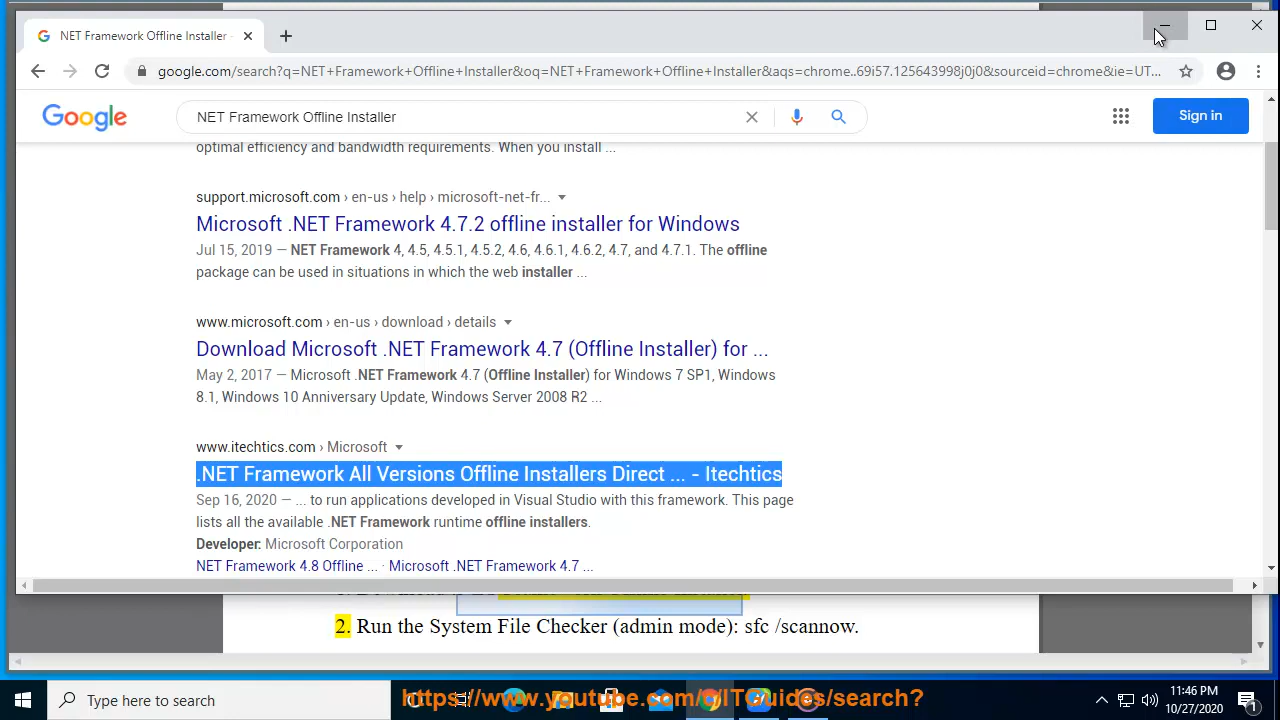 NET Framework Offline Installer
google.com/search?q=NET+Framework+Offline+Installer&oq=NET+Framework+Offline+Installer&aqs=chrome..69i57.125643998j0j0&sourceid=chrome&ie=UT...
Google
NET Framework Offline Installer
Sign in
optimal efficiency and bandwidth requirements. When you install ...
support.microsoft.com › en-us › help › microsoft-net-fr...
Microsoft .NET Framework 4.7.2 offline installer for Windows
Jul 15, 2019 — NET Framework 4, 4.5, 4.5.1, 4.5.2, 4.6, 4.6.1, 4.6.2, 4.7, and 4.7.1. The offline
package can be used in situations in which the web installer ...
www.microsoft.com › en-us › download › details
Download Microsoft .NET Framework 4.7 (Offline Installer) for ...
May 2, 2017 — Microsoft .NET Framework 4.7 (Offline Installer) for Windows 7 SP1, Windows
8.1, Windows 10 Anniversary Update, Windows Server 2008 R2 ...
www.itechtics.com › Microsoft
.NET Framework All Versions Offline Installers Direct ... - Itechtics
Sep 16, 2020 — ... to run applications developed in Visual Studio with this framework. This page
lists all the available .NET Framework runtime offline installers.
Developer: Microsoft Corporation
NET Framework 4.8 Offline ... · Microsoft .NET Framework 4.7 ...
2. Run the System File Checker (admin mode): sfc /scannow.
Type here to search
https://www.youtube.com/@ITGuides/search?
11:46 PM
10/27/2020
1